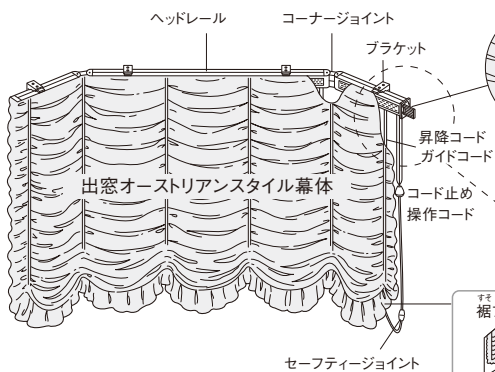 ヘッドレール
コーナージョイント
ブラケット
昇降コード
ガイドコード
出窓オーストリアンスタイル幕体
コード止め
操作コード
すそ
裾
セーフティージョイント